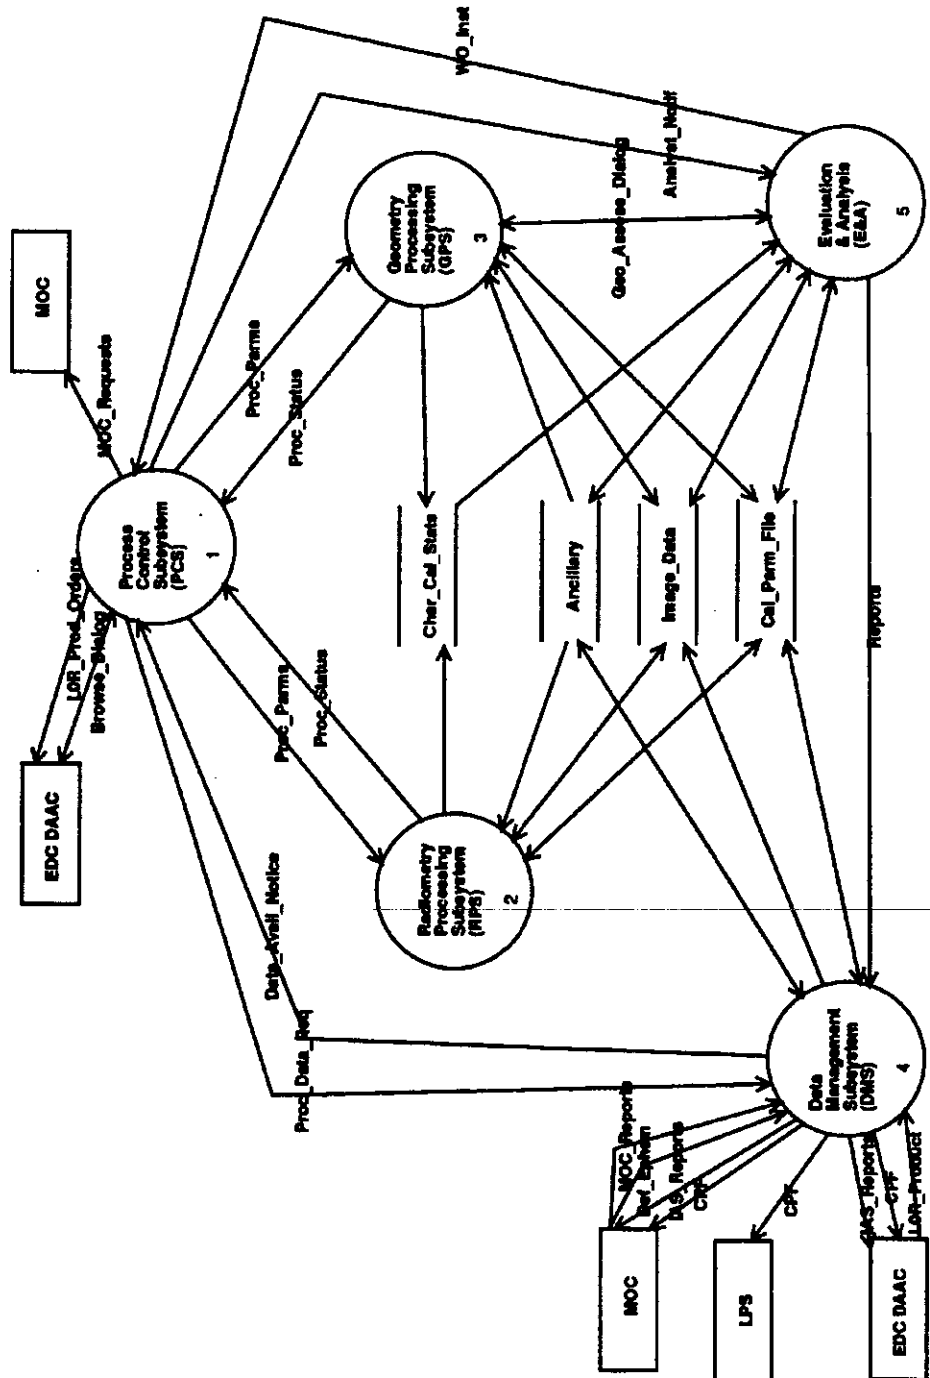 EDC DAAC
MOC
L0R_Prod_Orders
Browse_Dialog
MOC_Requests
Process
Control
Subsystem
(PCS)
1
Data_Avail_Notice
Proc_Data_Req
Proc_Parms
Proc_Status
Proc_Parms
Proc_Status
WO_Inst
Radiometry
Processing
Subsystem
(RPS)
2
Geometry
Processing
Subsystem
(GPS)
3
Char_Cal_Stats
Ancillary
Image_Data
Cal_Parm_File
Geo_Assess_Dialog
Analyst_Notif
MOC
MOC_Reports
Def_Ephem
IAS_Reports
CPF
LPS
CPF
Data
Management
Subsystem
(DMS)
4
Evaluation
& Analysis
(E&A)
5
Reports
EDC DAAC
IAS_Reports
CPF
L0R_Product